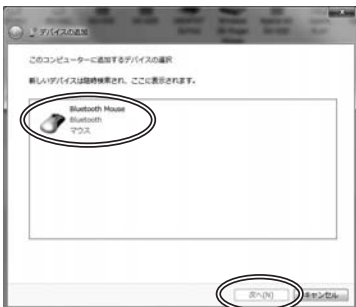 デバイスの追加
このコンピューターに追加するデバイスの選択
新しいデバイスは随時検索され、ここに表示されます。
Bluetooth Mouse
Bluetooth
マウス
次へ(N)
キャンセル